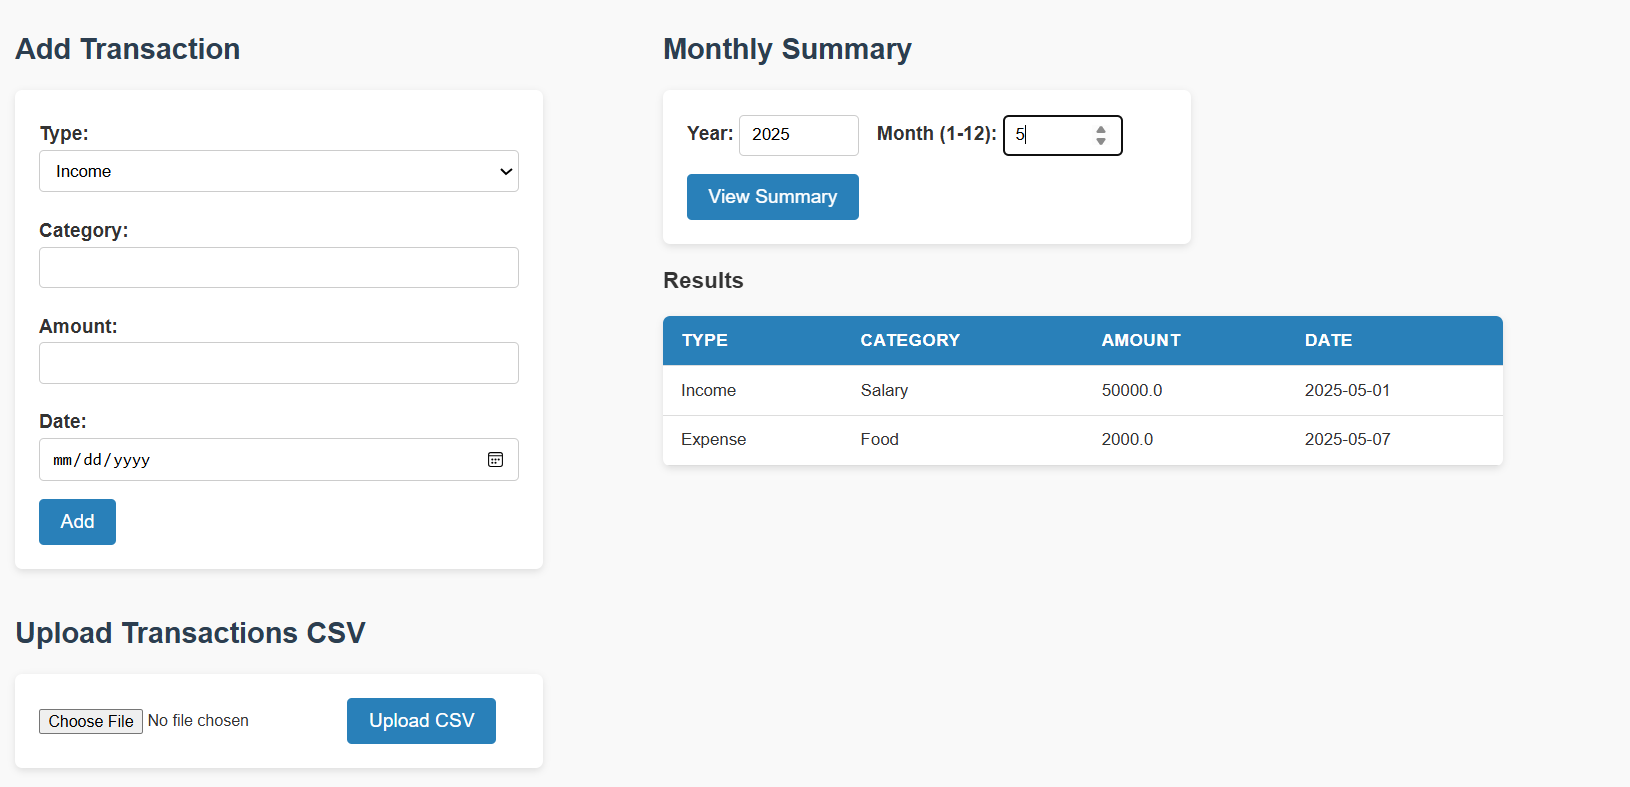 Add Transaction
Type:
Income
Category:
Amount:
Date:
mm/dd/yyyy
Add
Upload Transactions CSV
Choose File No file chosen
Upload CSV
Monthly Summary
Year: 2025 Month (1-12): 5
View Summary
Results
TYPE CATEGORY AMOUNT DATE
Income Salary 50000.0 2025-05-01
Expense Food 2000.0 2025-05-07